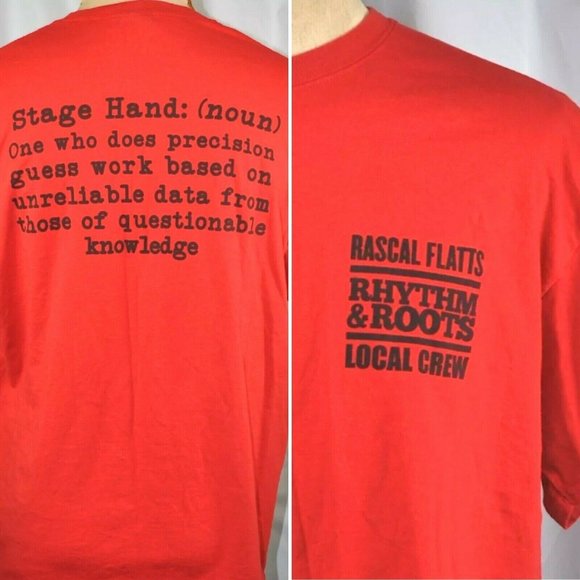 Stage Hand: (noun)
One who does precision
guess work based on
unreliable data from
those of questionable
knowledge
RASCAL FLATTS
RHYTHM
& ROOTS
LOCAL CREW